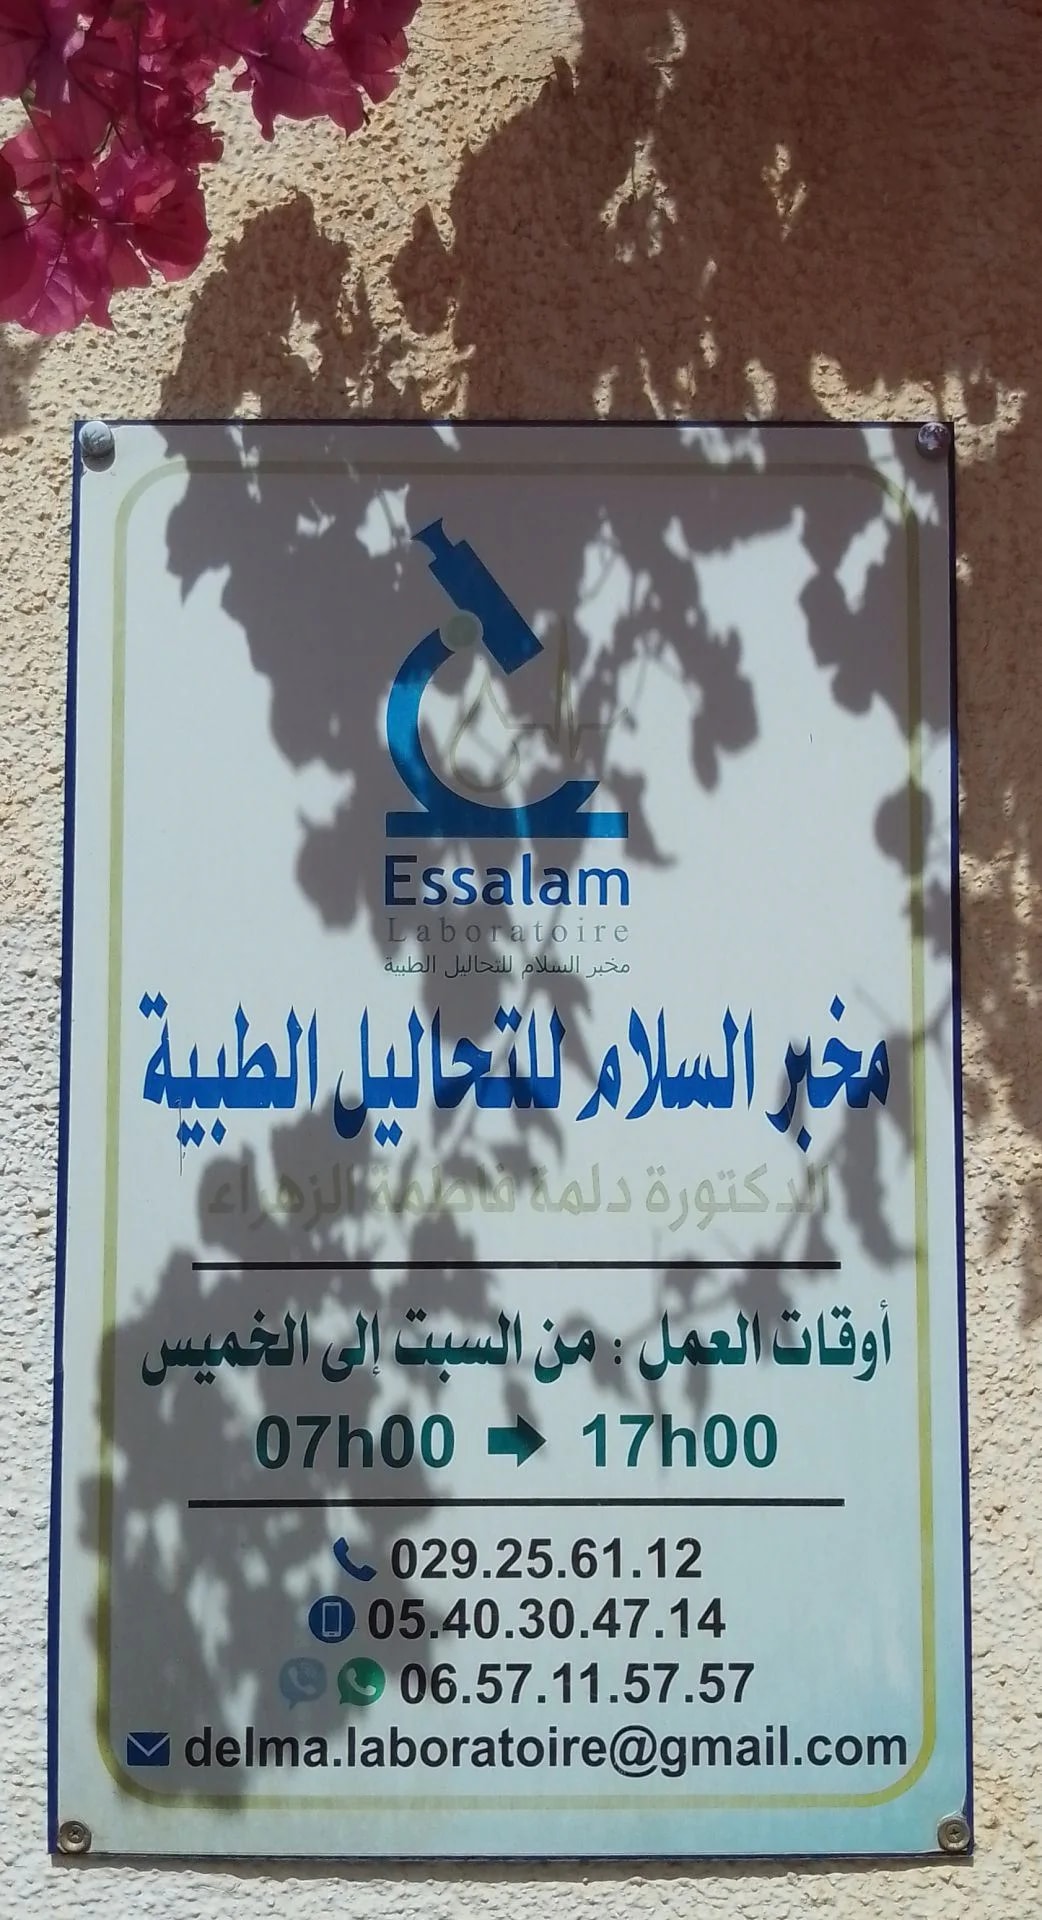 Essalam
Laboratoire
مخبر السلام للتحاليل الطبية
مخبر السلام للتحاليل الطبية
الدكتورة دلمة فاطمة الزهراء
أوقات العمل : من السبت إلى الخميس
07h00 ➡ 17h00
029.25.61.12
05.40.30.47.14
06.57.11.57.57
delma.laboratoire@gmail.com